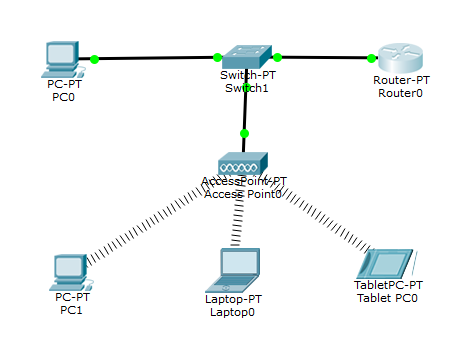 Switch-PT
Switch1
PC-PT
PC0
Router-PT
Router0
AccessPoint-PT
Access Point0
PC-PT
PC1
Laptop-PT
Laptop0
TabletPC-PT
Tablet PC0